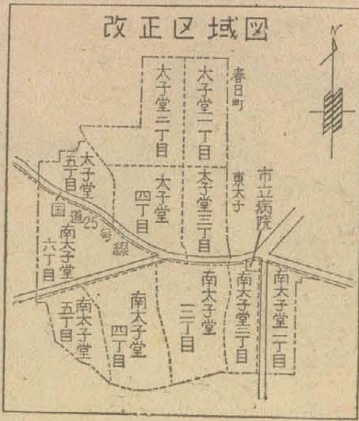 改正区域図
春日町
太子堂一丁目
太子堂二丁目
市立病院
東太子
太子堂三丁目
太子堂四丁目
太子堂五丁目
国道25号線
南太子堂一丁目
南太子堂二丁目
南太子堂三丁目
南太子堂四丁目
南太子堂五丁目
南太子堂六丁目